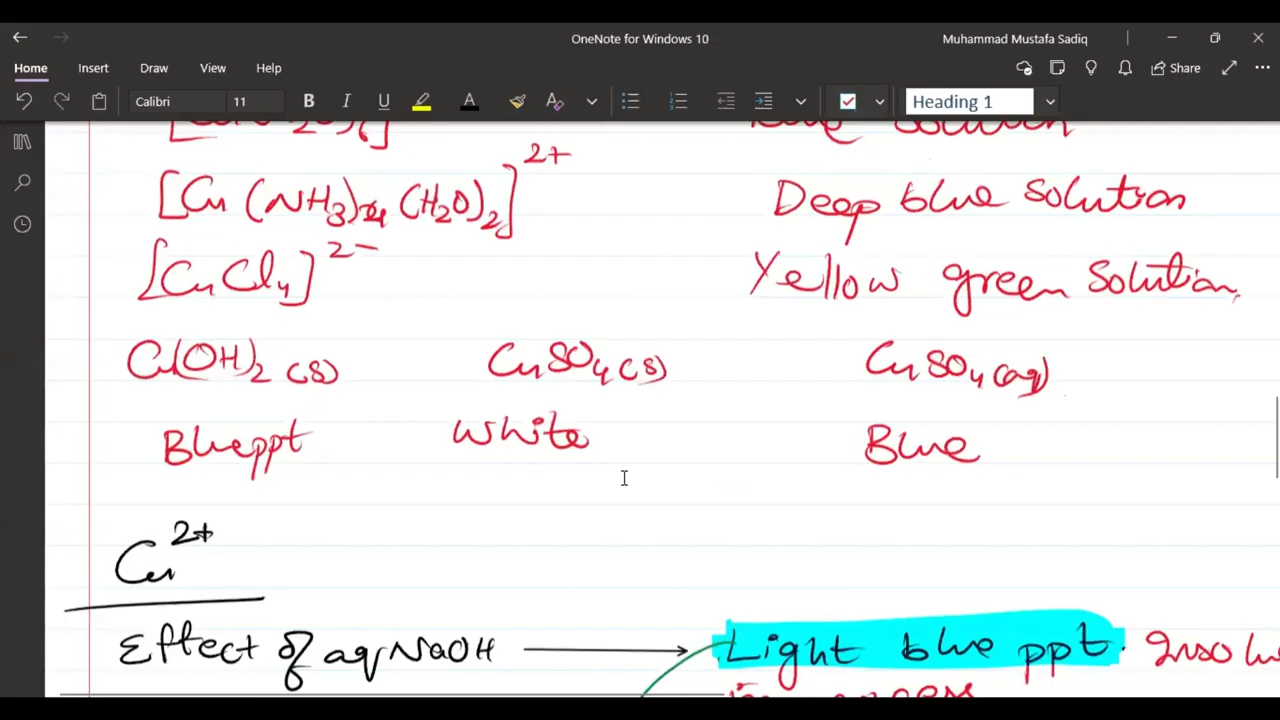 OneNote for Windows 10 Muhammad Mustafa Sadiq
Home Insert Draw View Help Share
Calibri 11 B I U A Heading 1
solution
[Cu (NH3)4 (H2O)2]2+ Deep blue solution
[CuCl4]2− Yellow green solution.
Cu(OH)2 (s) CuSO4(s) CuSO4(aq)
Blue ppt White Blue
Cu2+
Effect of aq NaOH → Light blue ppt.
excess